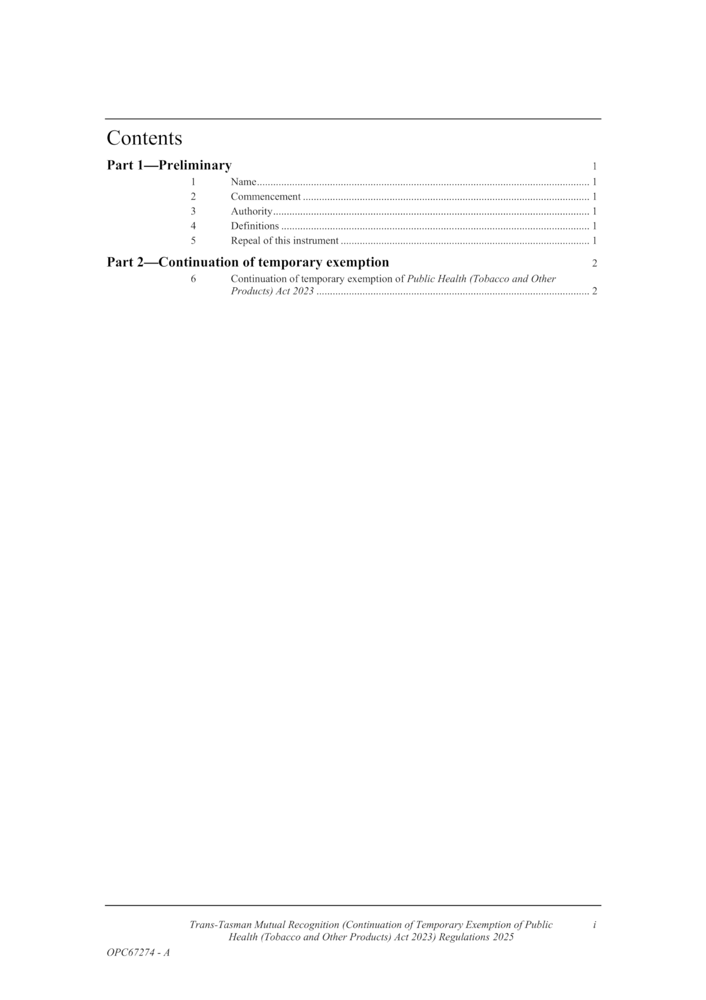 Contents
Part 1—Preliminary 1
1 Name................................................................................................................................ 1
2 Commencement ............................................................................................................... 1
3 Authority.......................................................................................................................... 1
4 Definitions ....................................................................................................................... 1
5 Repeal of this instrument ................................................................................................. 1
Part 2—Continuation of temporary exemption 2
6 Continuation of temporary exemption of Public Health (Tobacco and Other
Products) Act 2023 .......................................................................................................... 2
Trans-Tasman Mutual Recognition (Continuation of Temporary Exemption of Public i
Health (Tobacco and Other Products) Act 2023) Regulations 2025
OPC67274 - A